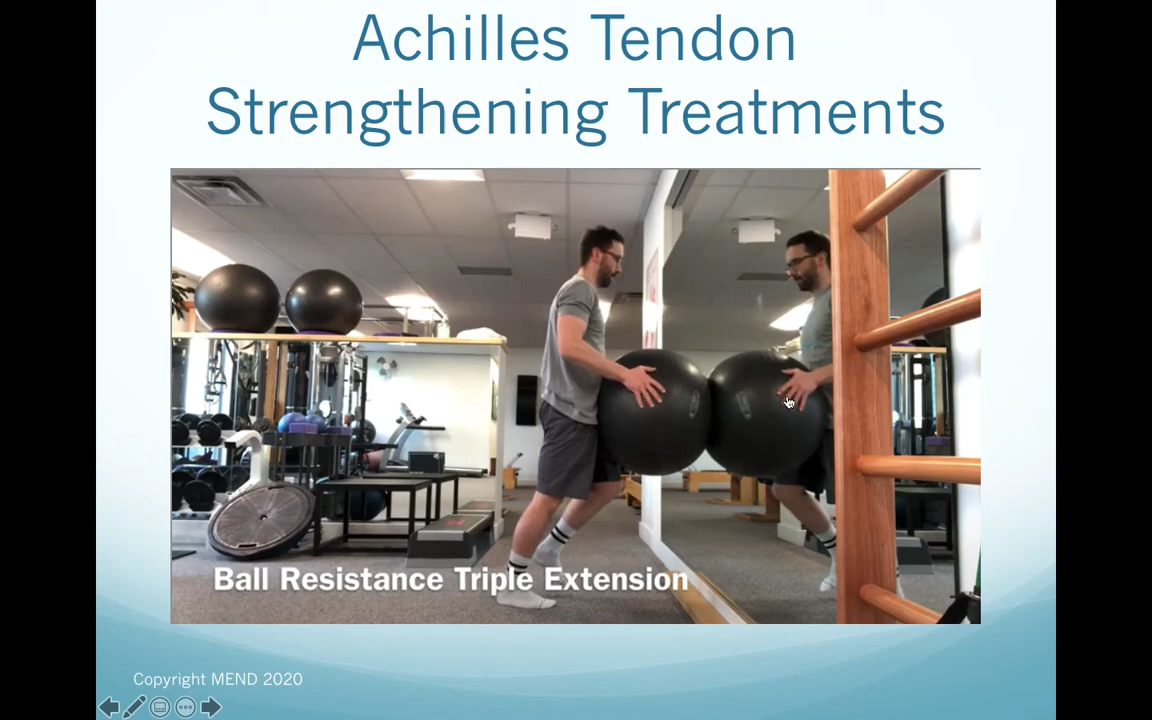 Achilles Tendon
Strengthening Treatments
Ball Resistance Triple Extension
Copyright MEND 2020